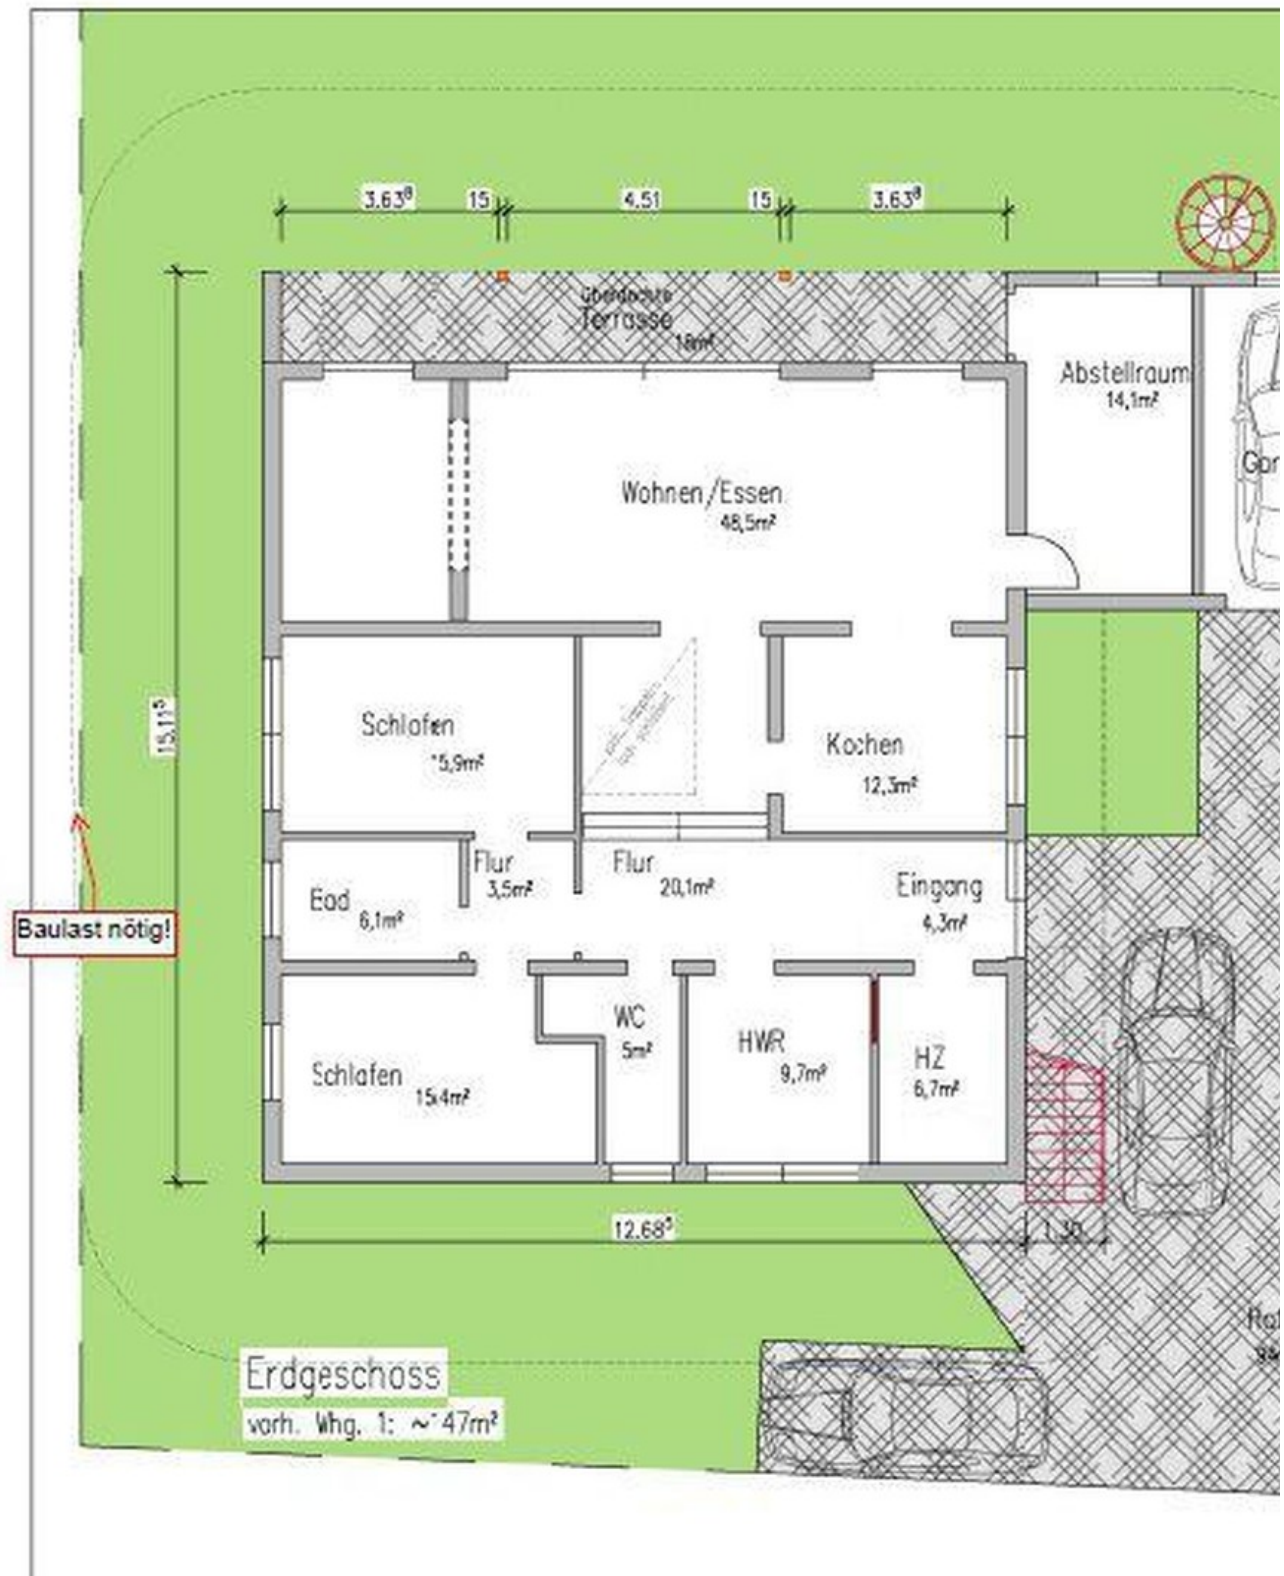 3.63⁸ 15 4.51 15 3.63⁸
überdachte
Terrasse
18m²
Abstellraum
14,1m²
Gar
Wohnen/Essen
48,5m²
15.11⁵
Schlafen
15,9m²
Kochen
12,3m²
Flur
3,5m²
Flur
20,1m²
Bad
6,1m²
Eingang
4,3m²
Baulast nötig!
WC
5m²
HWR
9,7m²
HZ
6,7m²
Schlafen
15,4m²
12.68⁵
1.30
Erdgeschoss
vorh. Whg. 1: ~147m²